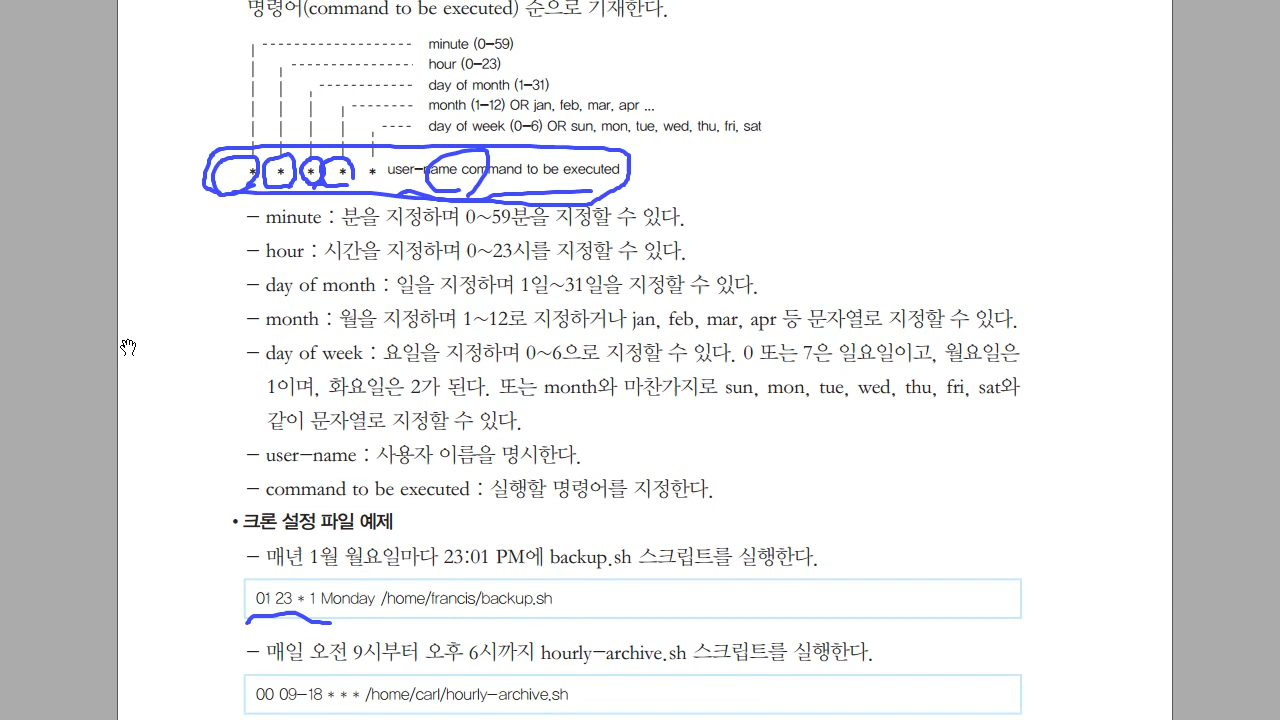 명령어(command to be executed) 순으로 기재한다.
minute (0-59)
hour (0-23)
day of month (1-31)
month (1-12) OR jan, feb, mar, apr ...
day of week (0-6) OR sun, mon, tue, wed, thu, fri, sat
* * * * * user-name command to be executed
- minute : 분을 지정하며 0~59분을 지정할 수 있다.
- hour : 시간을 지정하며 0~23시를 지정할 수 있다.
- day of month : 일을 지정하며 1일~31일을 지정할 수 있다.
- month : 월을 지정하며 1~12로 지정하거나 jan, feb, mar, apr 등 문자열로 지정할 수 있다.
- day of week : 요일을 지정하며 0~6으로 지정할 수 있다. 0 또는 7은 일요일이고, 월요일은
1이며, 화요일은 2가 된다. 또는 month와 마찬가지로 sun, mon, tue, wed, thu, fri, sat와
같이 문자열로 지정할 수 있다.
- user-name : 사용자 이름을 명시한다.
- command to be executed : 실행할 명령어를 지정한다.
• 크론 설정 파일 예제
- 매년 1월 월요일마다 23:01 PM에 backup.sh 스크립트를 실행한다.
01 23 * 1 Monday /home/francis/backup.sh
- 매일 오전 9시부터 오후 6시까지 hourly-archive.sh 스크립트를 실행한다.
00 09-18 * * * /home/carl/hourly-archive.sh